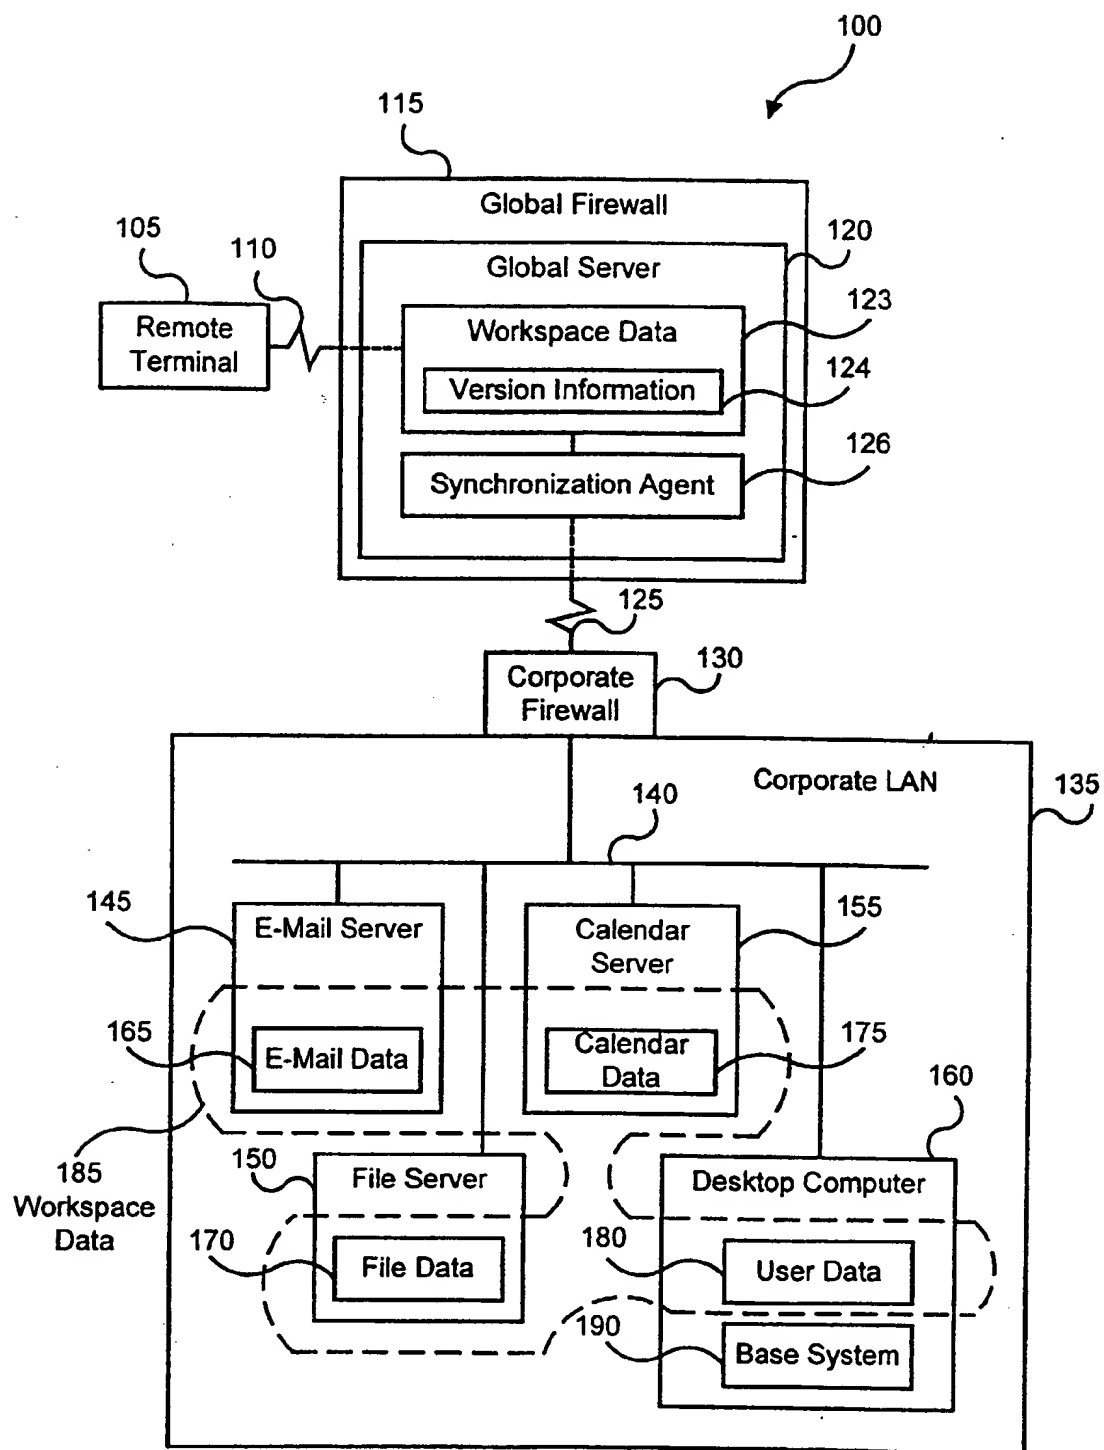 100
115
Global Firewall
105
110
120
Global Server
Remote
Terminal
123
Workspace Data
124
Version Information
126
Synchronization Agent
125
Corporate
Firewall
130
Corporate LAN
135
140
145
E-Mail Server
Calendar
Server
155
165
E-Mail Data
Calendar
Data
175
160
185
Workspace
Data
150
File Server
Desktop Computer
170
File Data
180
User Data
190
Base System